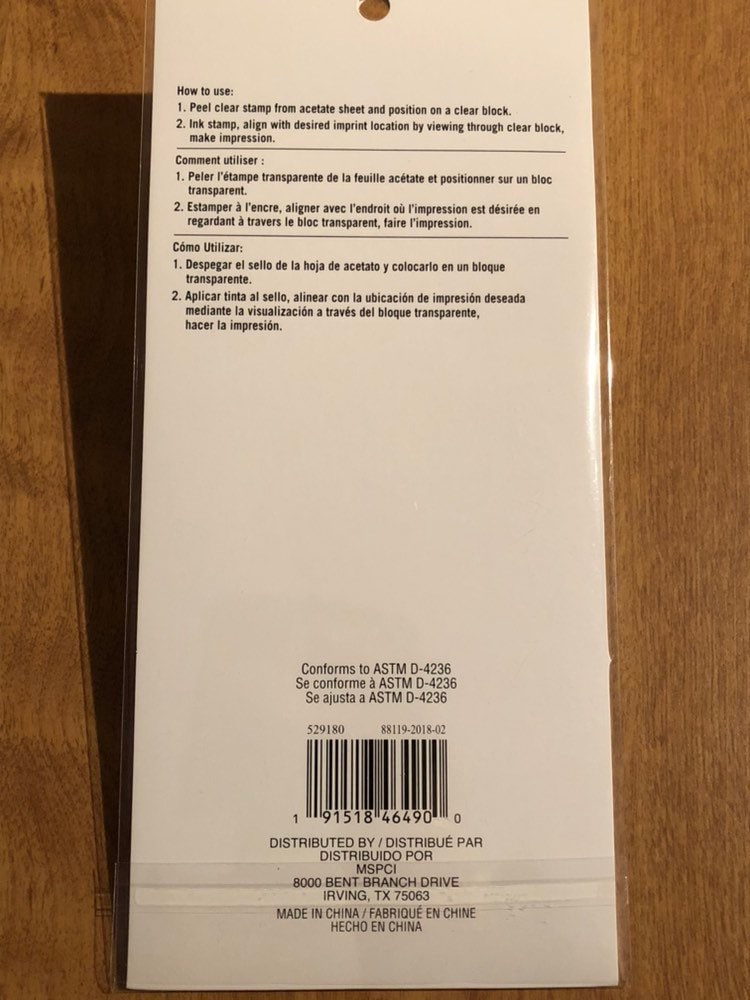 How to use:
1. Peel clear stamp from acetate sheet and position on a clear block.
2. Ink stamp, align with desired imprint location by viewing through clear block,
make impression.
Comment utiliser :
1. Peler l'étampe transparente de la feuille acétate et positionner sur un bloc
transparent.
2. Estamper à l'encre, aligner avec l'endroit où l'impression est désirée en
regardant à travers le bloc transparent, faire l'impression.
Cómo Utilizar:
1. Despegar el sello de la hoja de acetato y colocarlo en un bloque
transparente.
2. Aplicar tinta al sello, alinear con la ubicación de impresión deseada
mediante la visualización a través del bloque transparente,
hacer la impresión.
Conforms to ASTM D-4236
Se conforme à ASTM D-4236
Se ajusta a ASTM D-4236
529180 88119-2018-02
1 91518 46490 0
DISTRIBUTED BY / DISTRIBUÉ PAR
DISTRIBUIDO POR
MSPCI
8000 BENT BRANCH DRIVE
IRVING, TX 75063
MADE IN CHINA / FABRIQUÉ EN CHINE
HECHO EN CHINA